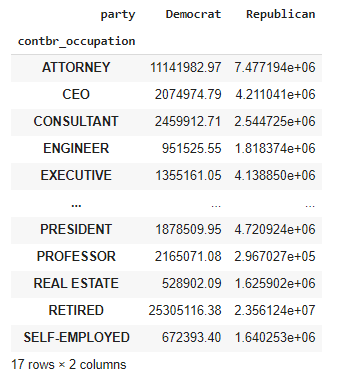 party Democrat Republican
contbr_occupation
ATTORNEY 11141982.97 7.477194e+06
CEO 2074974.79 4.211041e+06
CONSULTANT 2459912.71 2.544725e+06
ENGINEER 951525.55 1.818374e+06
EXECUTIVE 1355161.05 4.138850e+06
... ... ...
PRESIDENT 1878509.95 4.720924e+06
PROFESSOR 2165071.08 2.967027e+05
REAL ESTATE 528902.09 1.625902e+06
RETIRED 25305116.38 2.356124e+07
SELF-EMPLOYED 672393.40 1.640253e+06
17 rows × 2 columns